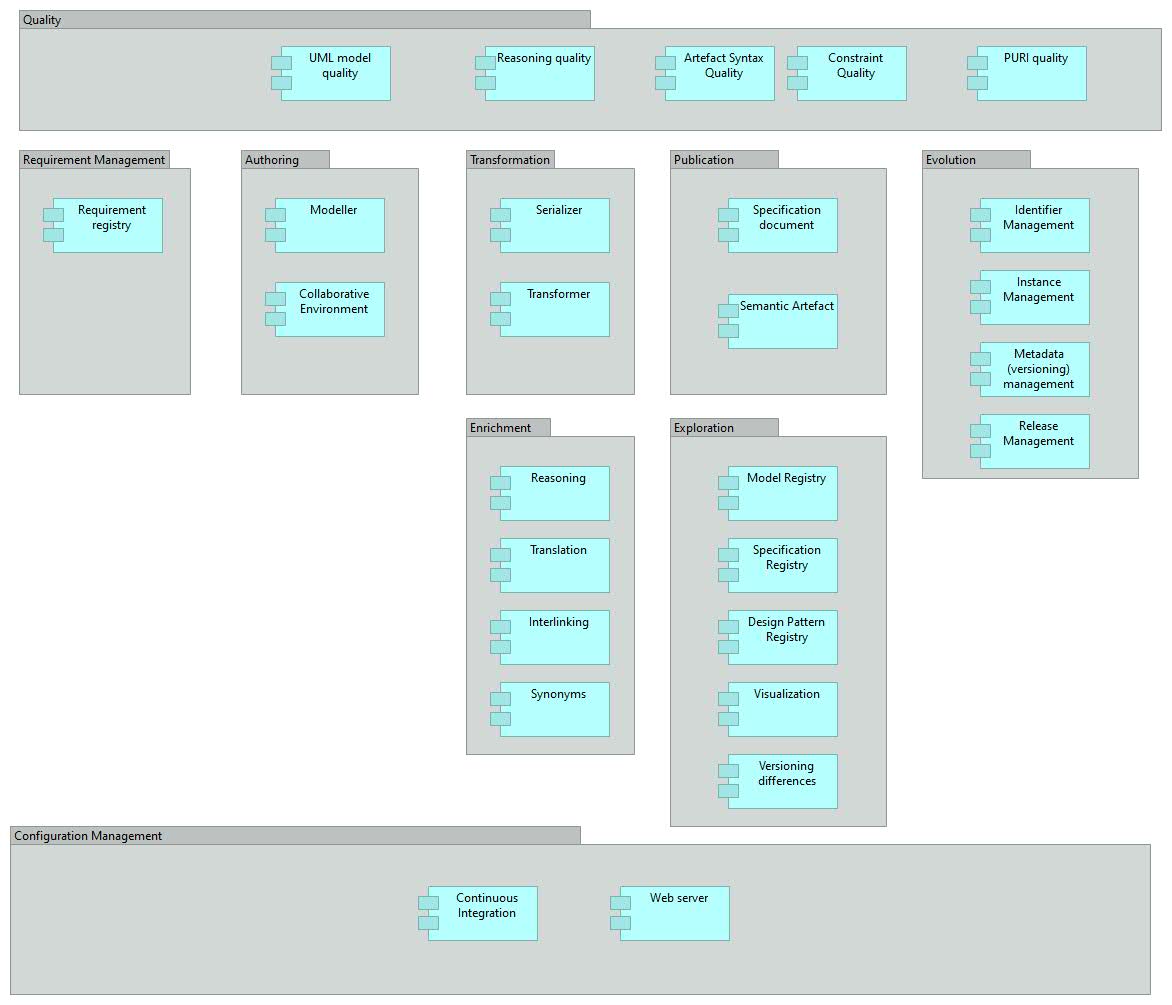 Quality
UML model
quality
Reasoning quality
Artefact Syntax
Quality
Constraint
Quality
PURI quality
Requirement Management
Requirement
registry
Authoring
Modeller
Collaborative
Environment
Transformation
Serializer
Transformer
Publication
Specification
document
Semantic Artefact
Evolution
Identifier
Management
Instance
Management
Metadata
(versioning)
management
Release
Management
Enrichment
Reasoning
Translation
Interlinking
Synonyms
Exploration
Model Registry
Specification
Registry
Design Pattern
Registry
Visualization
Versioning
differences
Configuration Management
Continuous
Integration
Web server